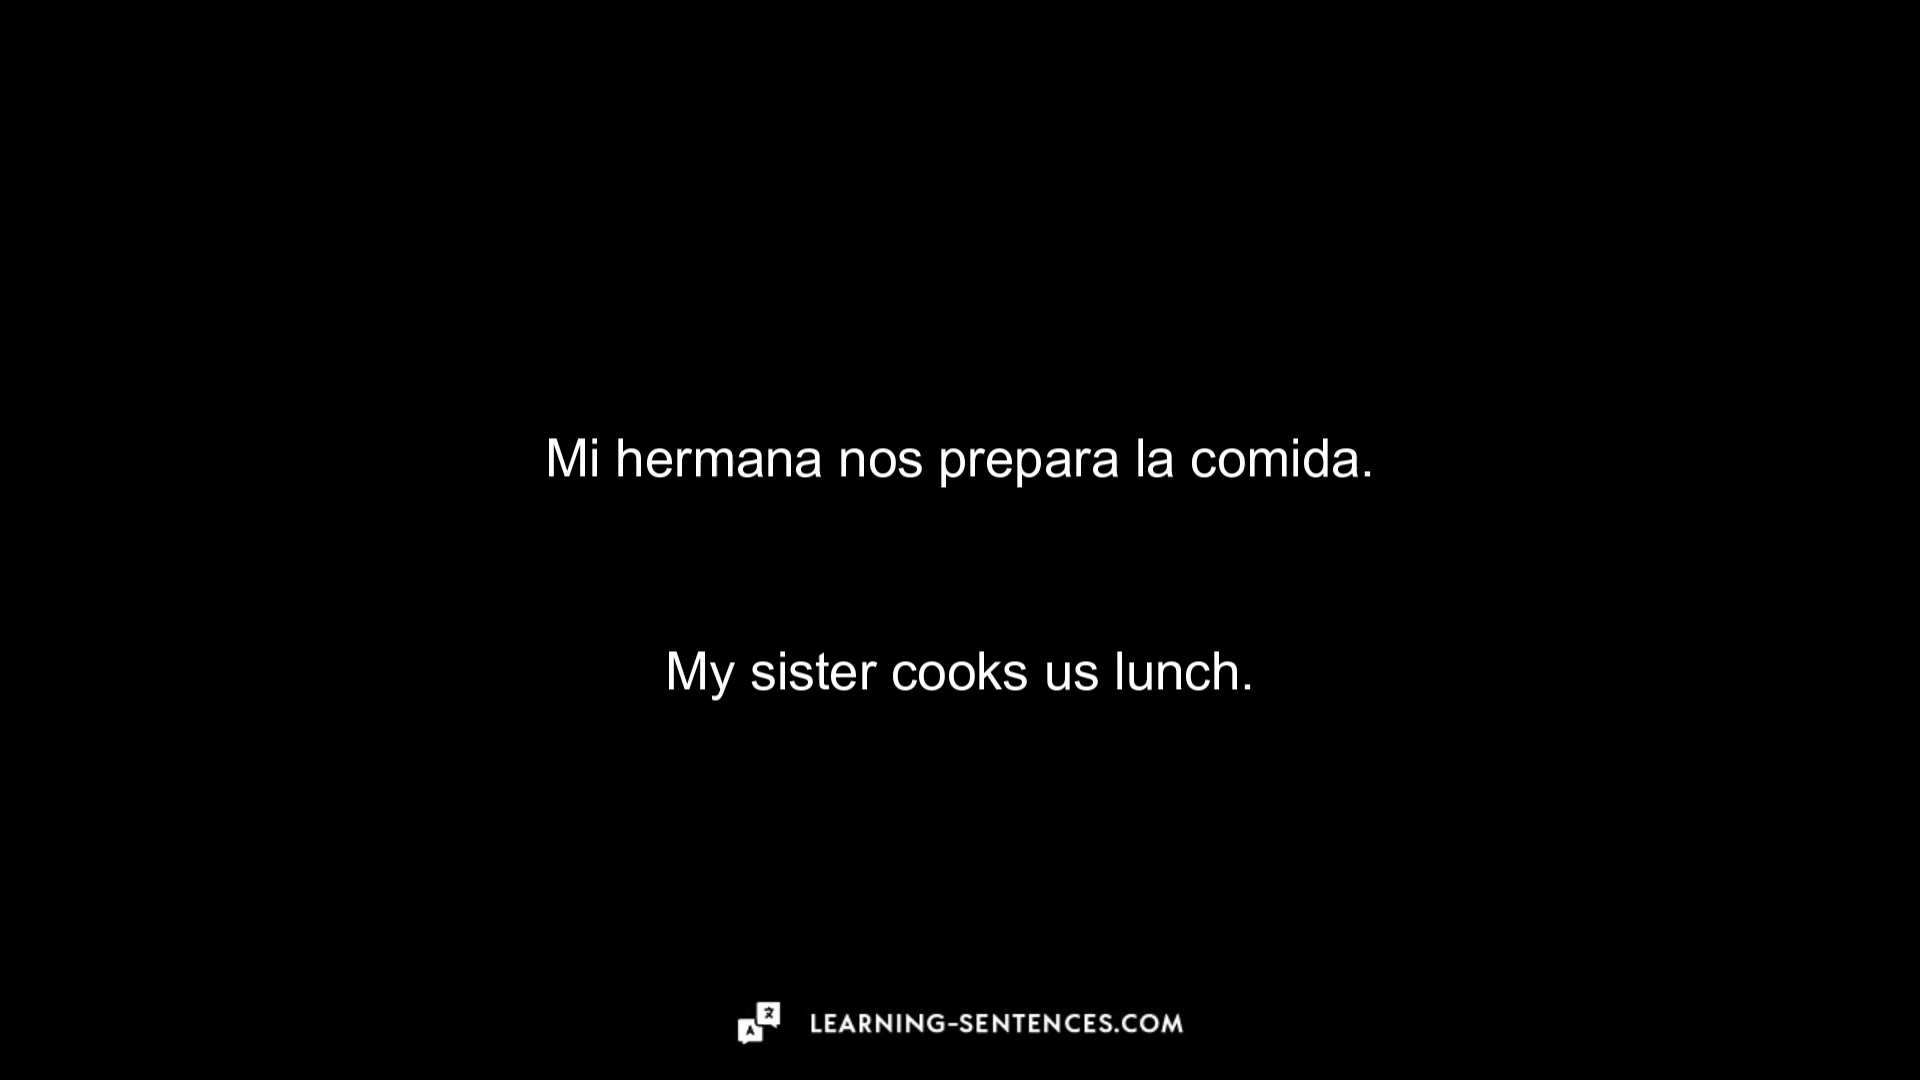 Mi hermana nos prepara la comida.
My sister cooks us lunch.
LEARNING-SENTENCES.COM